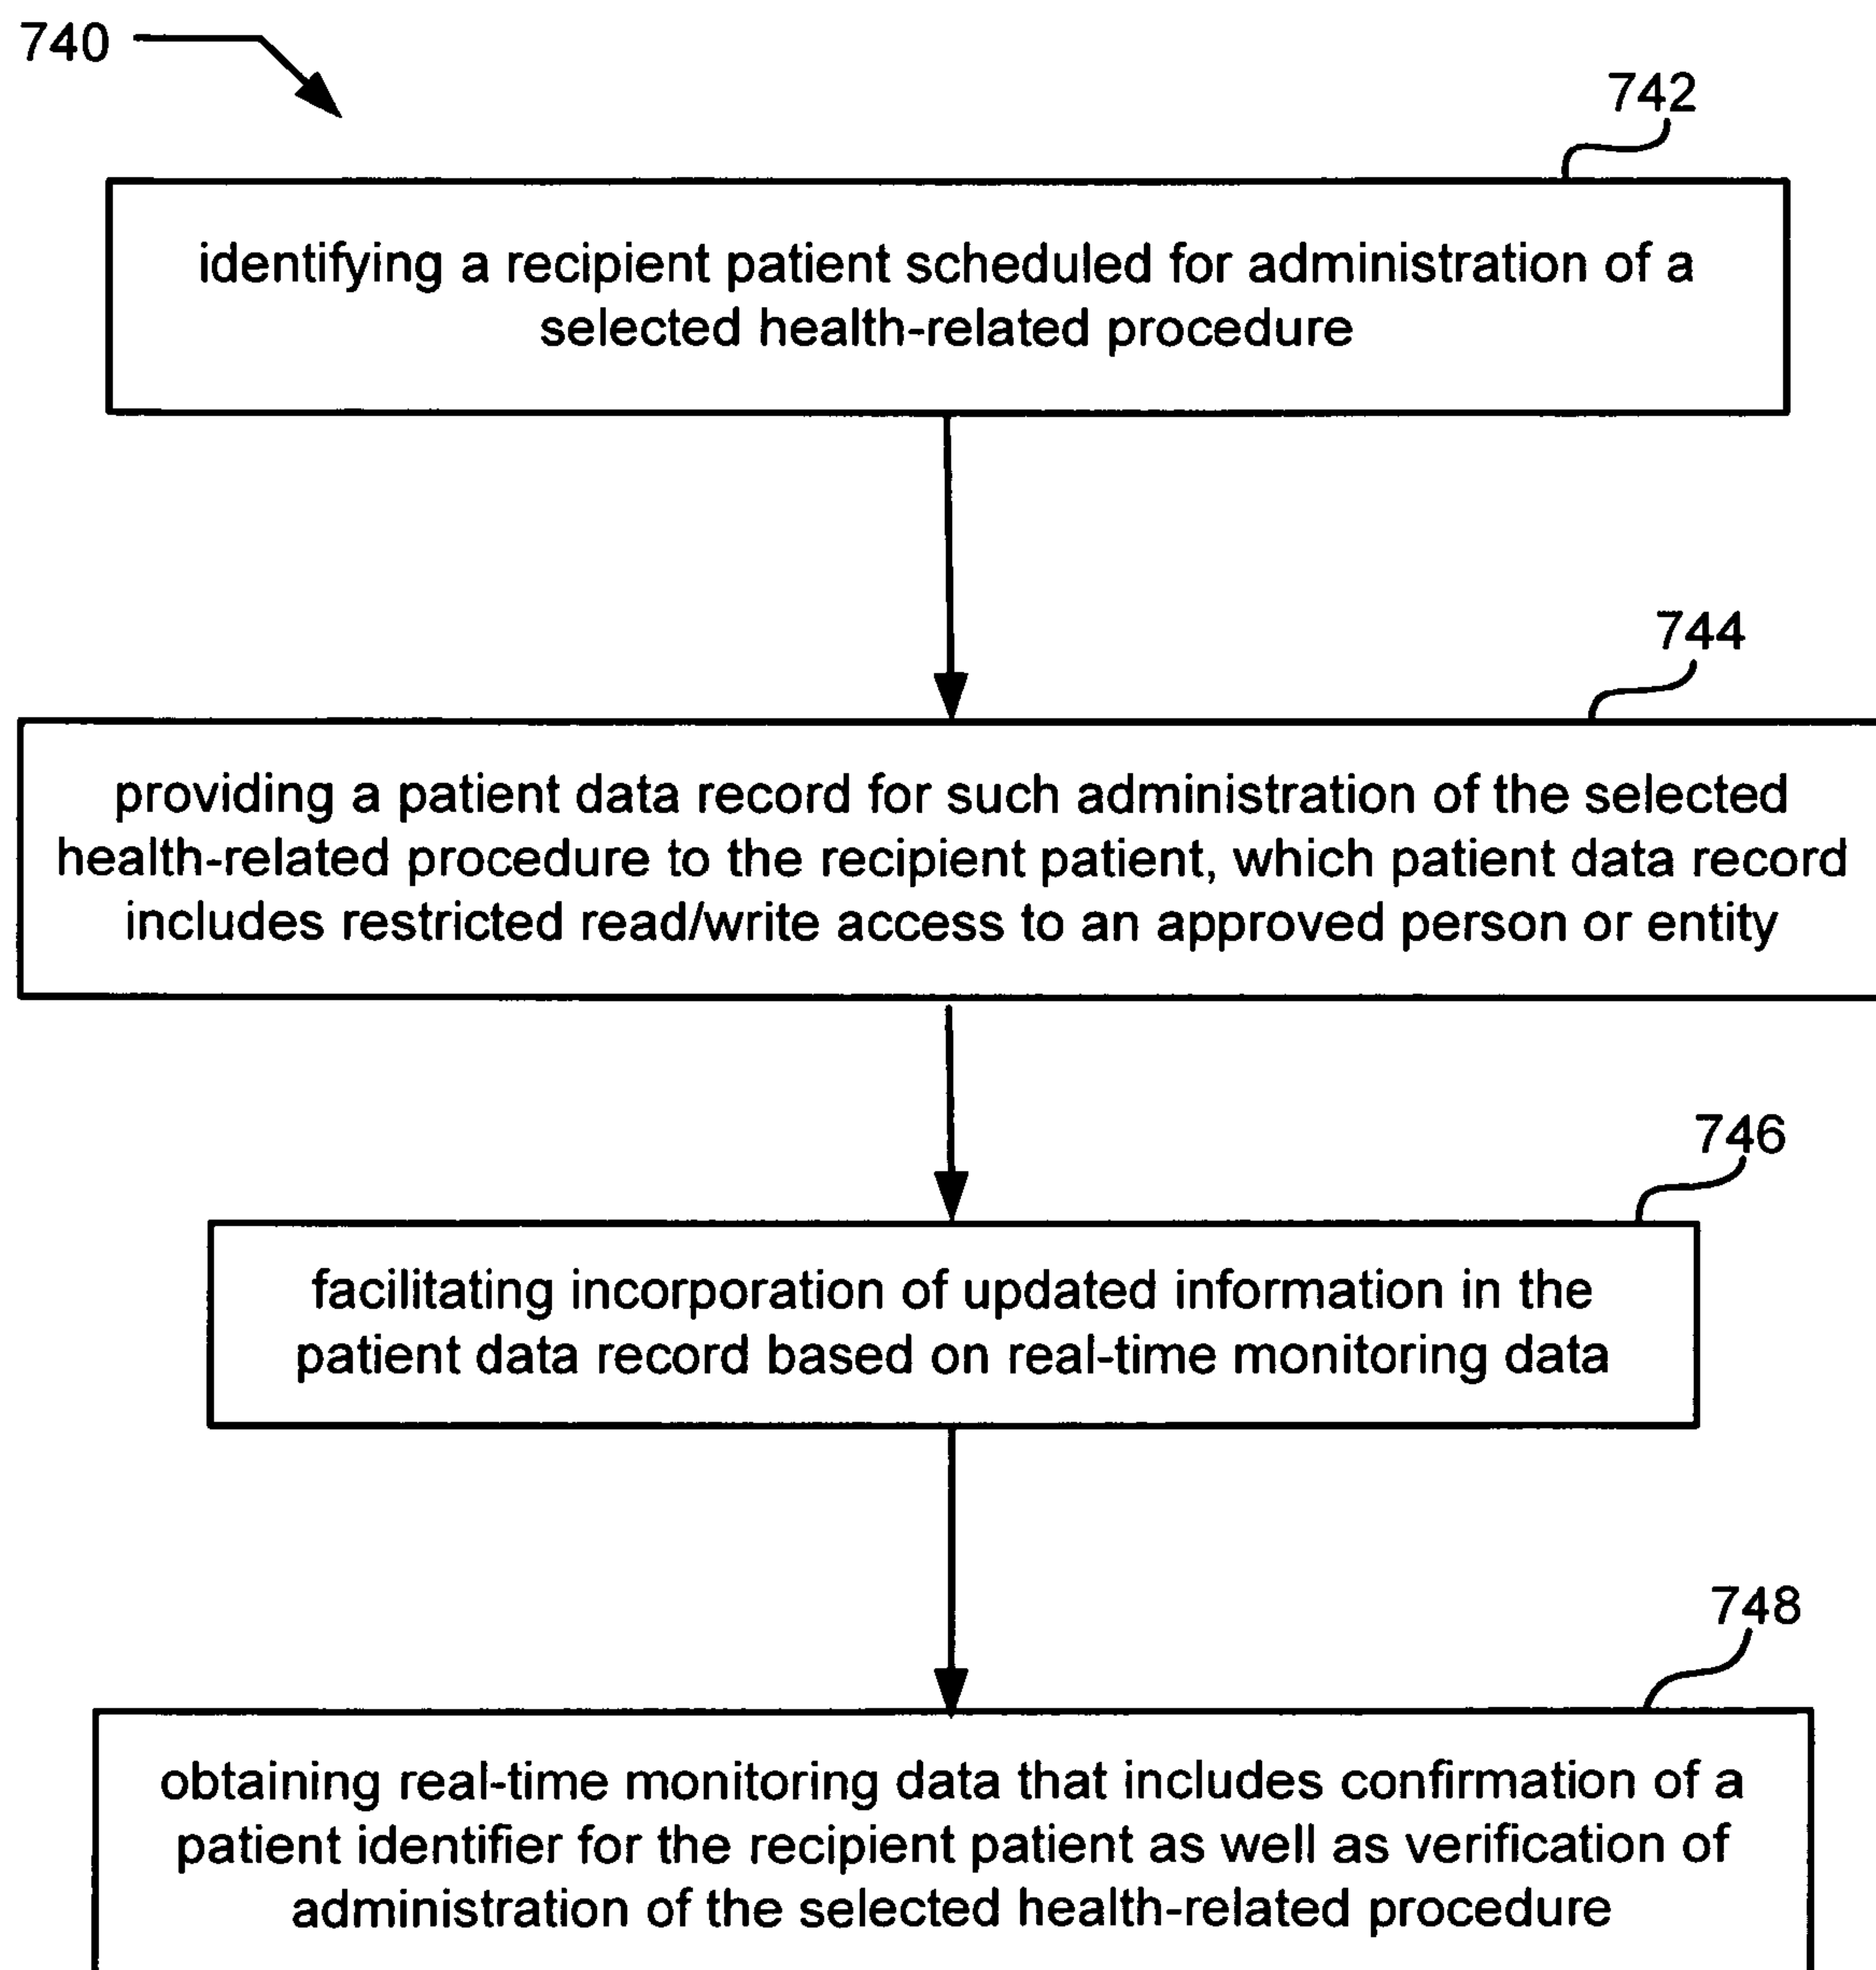 740
742
identifying a recipient patient scheduled for administration of a
selected health-related procedure
744
providing a patient data record for such administration of the selected
health-related procedure to the recipient patient, which patient data record
includes restricted read/write access to an approved person or entity
746
facilitating incorporation of updated information in the
patient data record based on real-time monitoring data
748
obtaining real-time monitoring data that includes confirmation of a
patient identifier for the recipient patient as well as verification of
administration of the selected health-related procedure